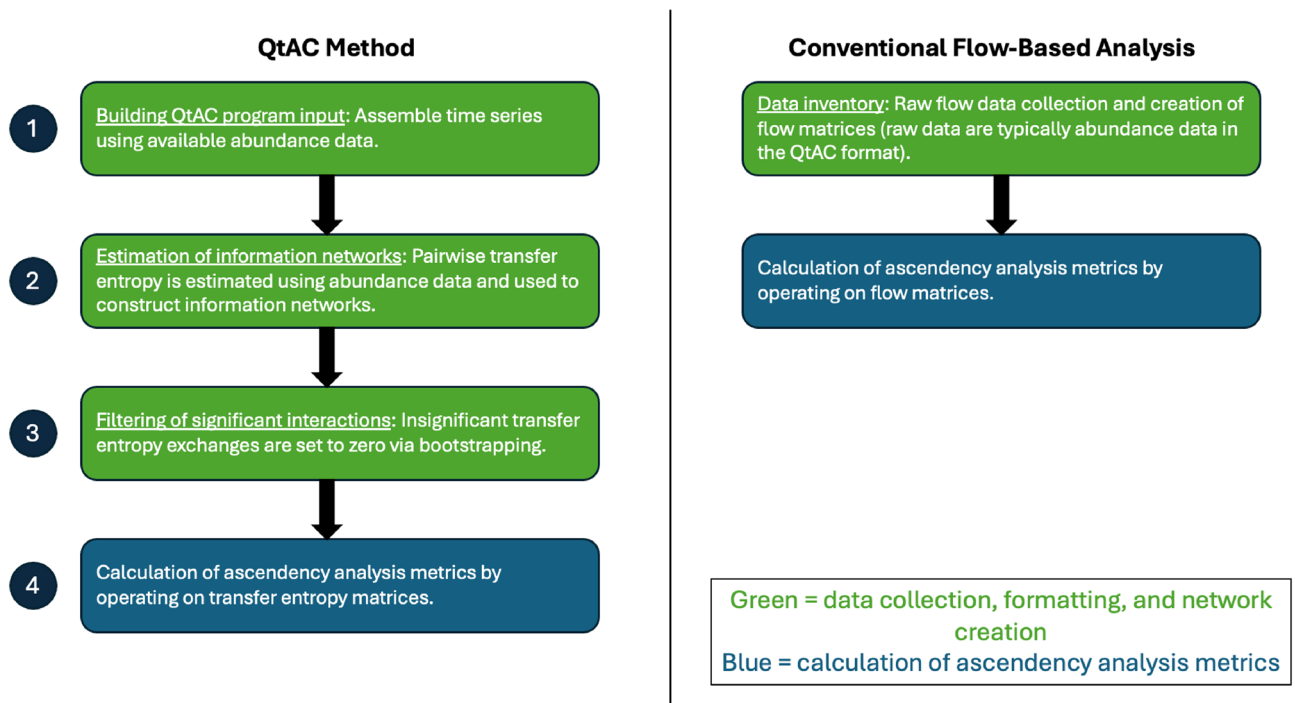 QtAC Method
1
Building QtAC program input: Assemble time series
using available abundance data.
2
Estimation of information networks: Pairwise transfer
entropy is estimated using abundance data and used to
construct information networks.
3
Filtering of significant interactions: Insignificant transfer
entropy exchanges are set to zero via bootstrapping.
4
Calculation of ascendency analysis metrics by
operating on transfer entropy matrices.
Conventional Flow-Based Analysis
Data inventory: Raw flow data collection and creation of
flow matrices (raw data are typically abundance data in
the QtAC format).
Calculation of ascendency analysis metrics by
operating on flow matrices.
Green = data collection, formatting, and network
creation
Blue = calculation of ascendency analysis metrics